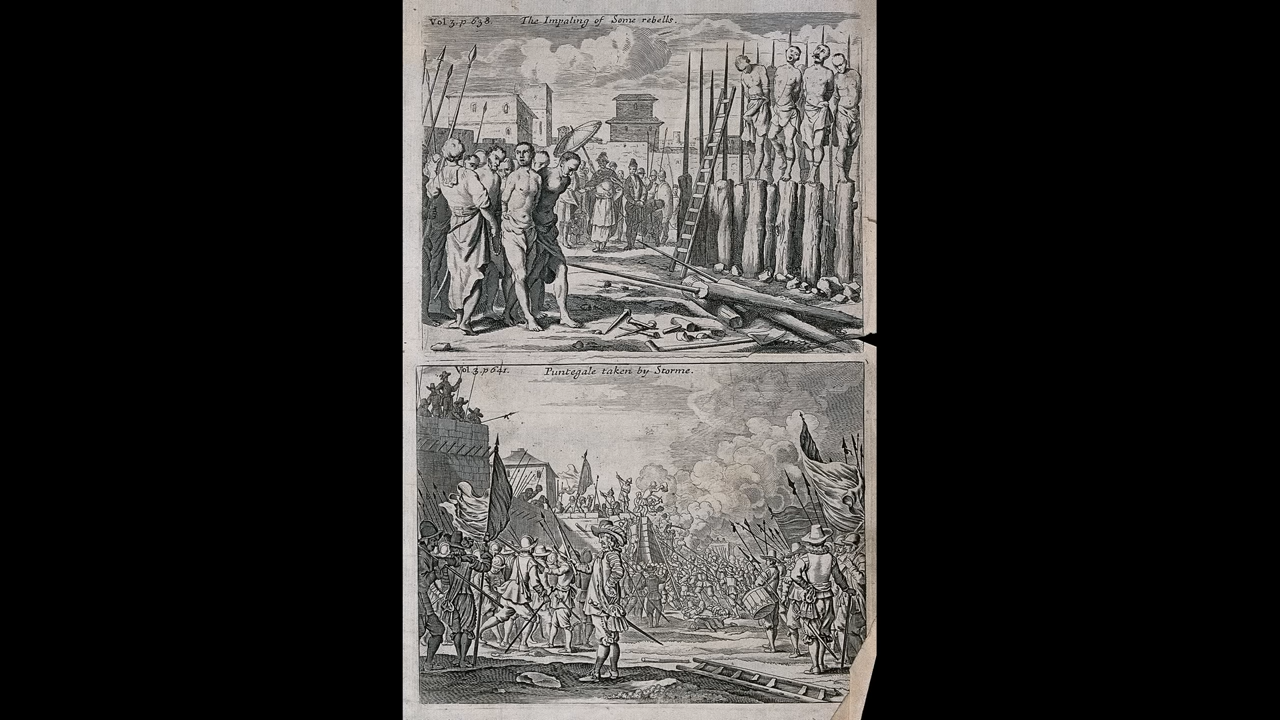 Vol 3. p 638. The Impaling of Some rebells.
Vol 3. p 641. Puntegale taken by Storme.